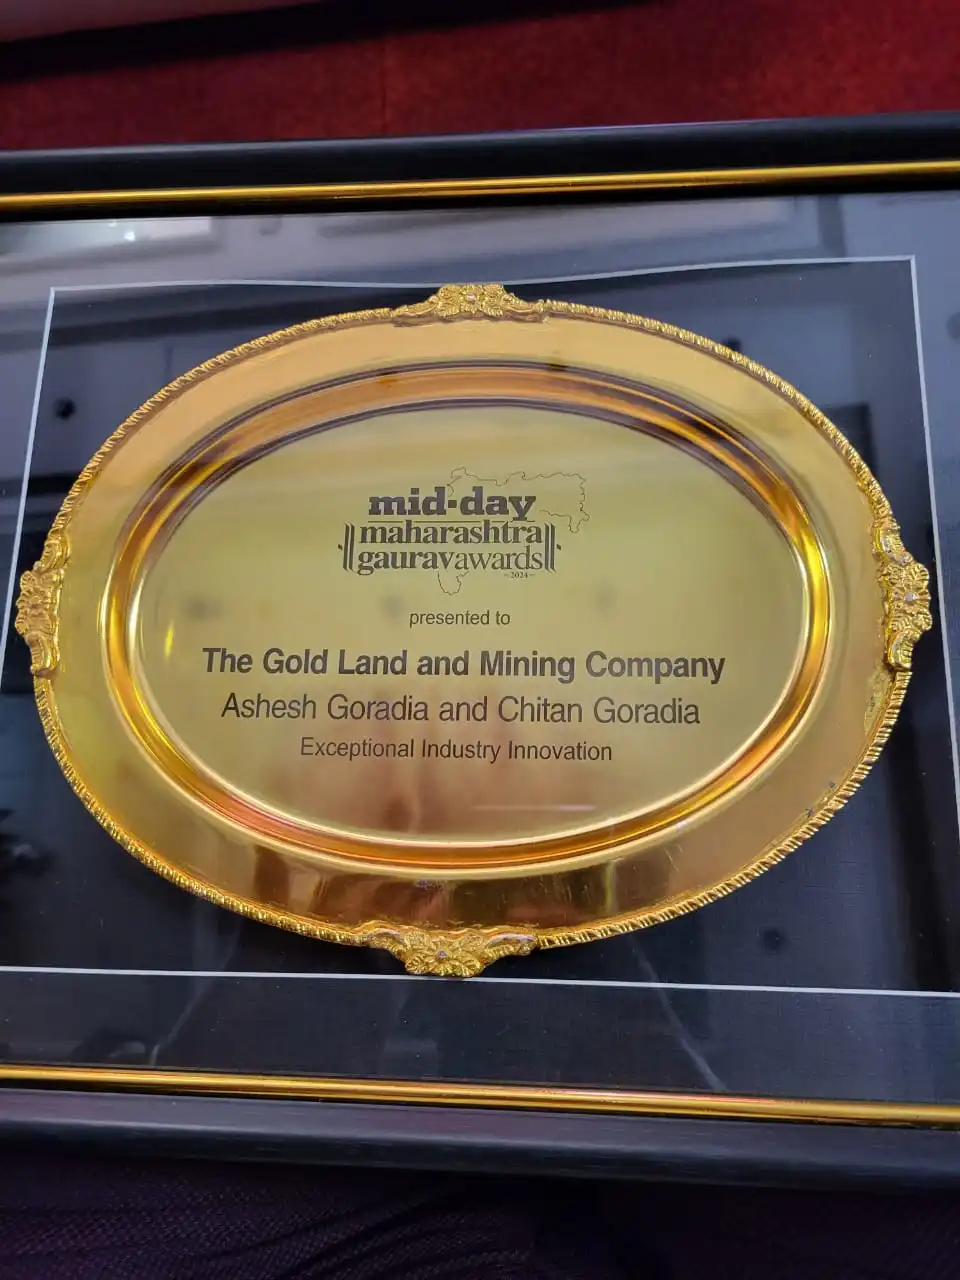 mid-day
maharashtra
gauravawards
-2024-
presented to
The Gold Land and Mining Company
Ashesh Goradia and Chitan Goradia
Exceptional Industry Innovation